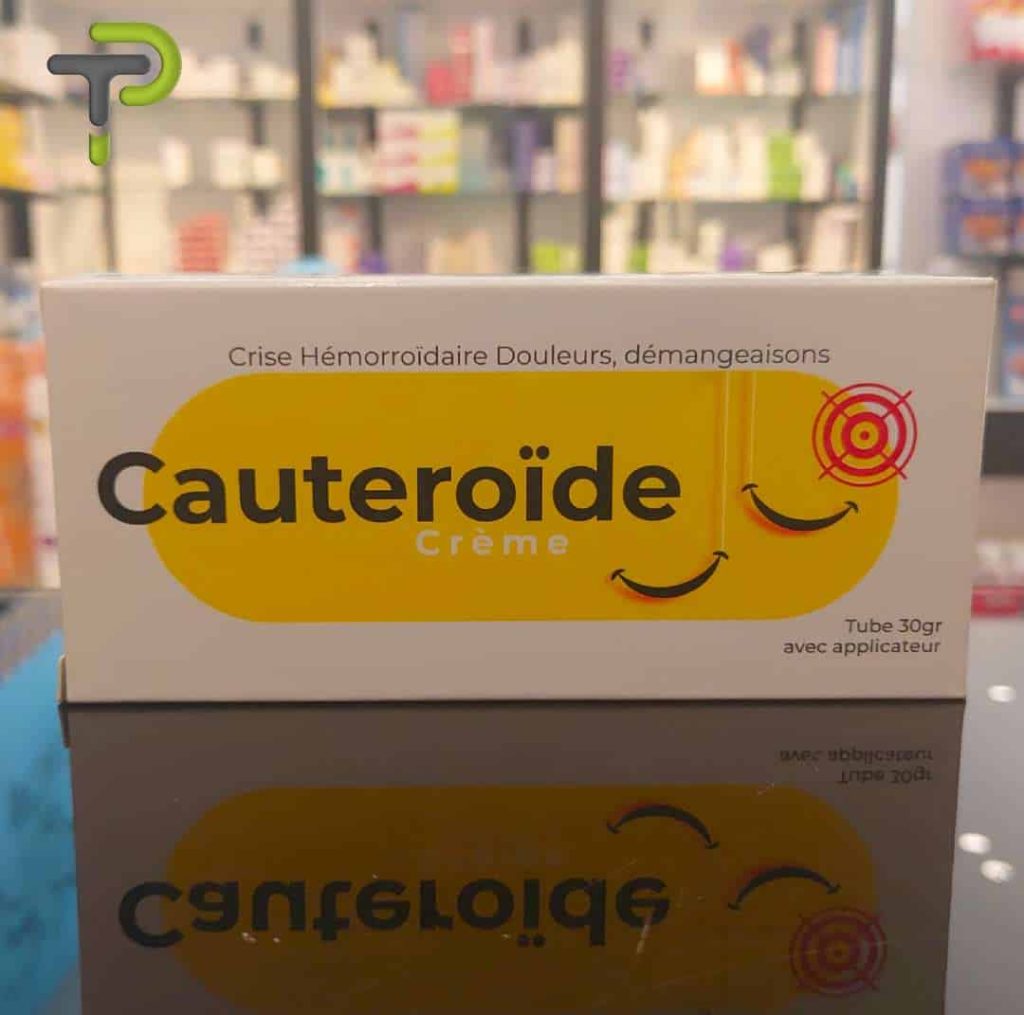 Crise Hémorroïdaire Douleurs, démangeaisons
Cauteroïde
Crème
Tube 30gr
avec applicateur